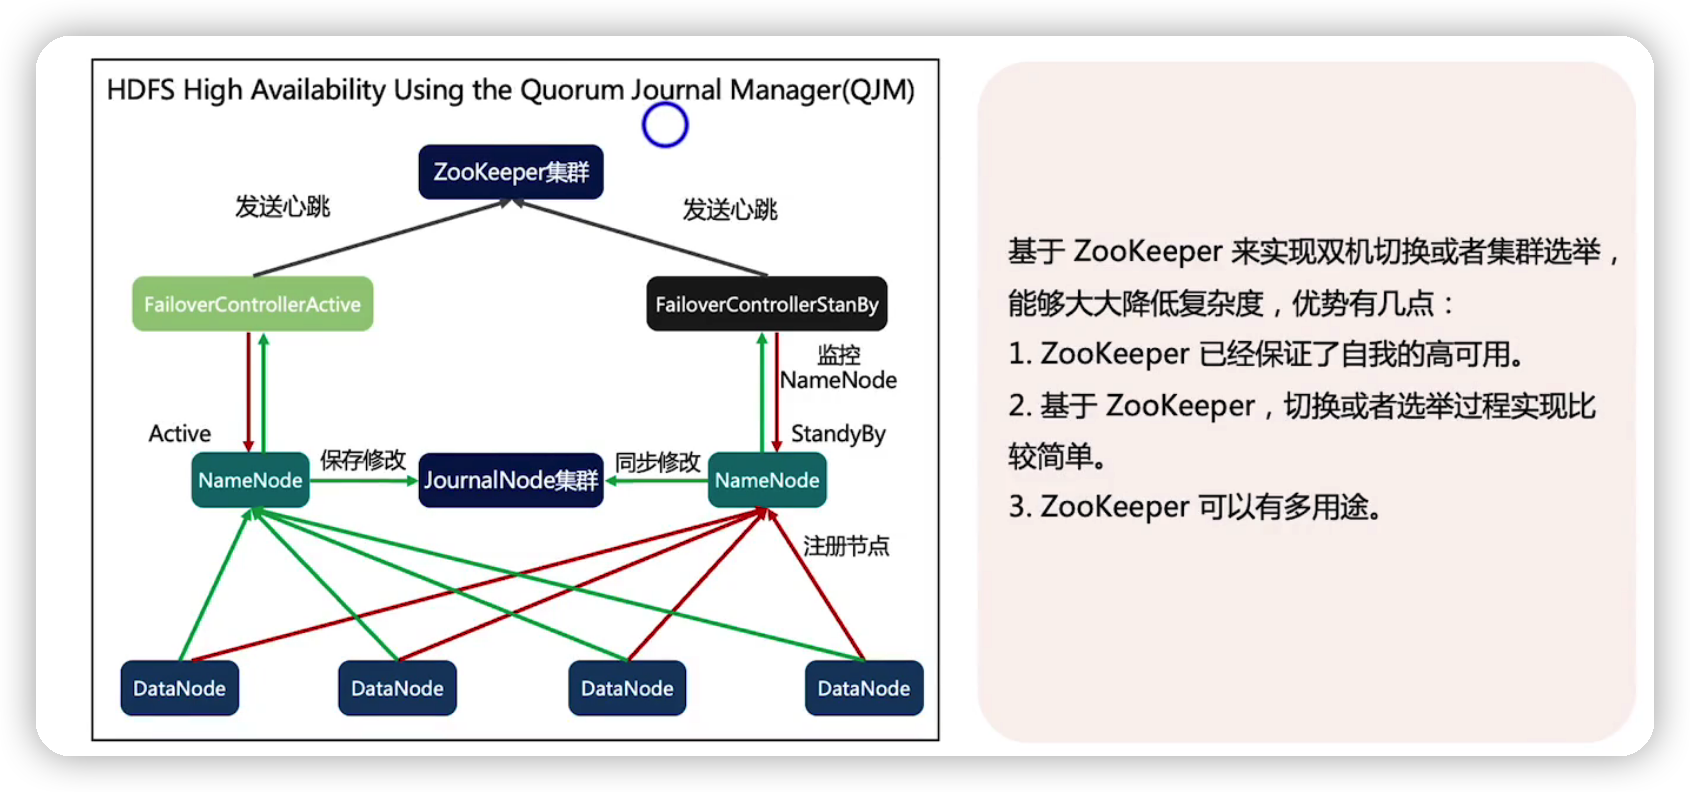 HDFS High Availability Using the Quorum Journal Manager(QJM)
ZooKeeper集群
发送心跳
发送心跳
FailoverControllerActive
FailoverControllerStanBy
监控
NameNode
Active
StandyBy
NameNode
保存修改
JournalNode集群
同步修改
NameNode
注册节点
DataNode
DataNode
DataNode
DataNode
基于 ZooKeeper 来实现双机切换或者集群选举，
能够大大降低复杂度，优势有几点：
1. ZooKeeper 已经保证了自我的高可用。
2. 基于 ZooKeeper，切换或者选举过程实现比
较简单。
3. ZooKeeper 可以有多用途。